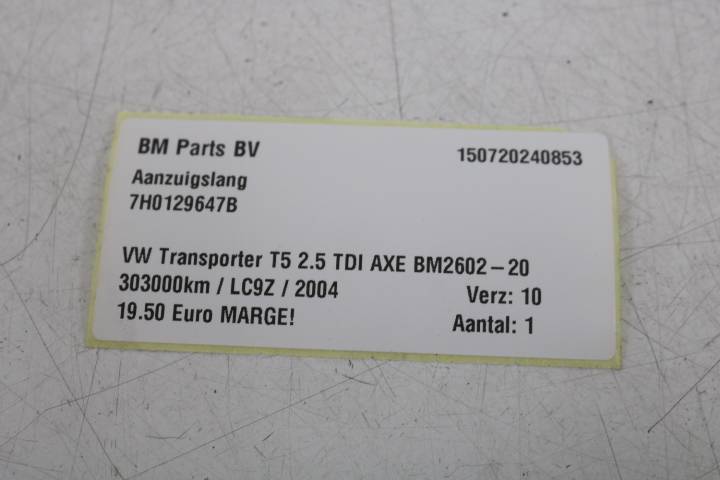 BM Parts BV 150720240853
Aanzuigslang
7H0129647B
VW Transporter T5 2.5 TDI AXE BM2602-20
303000km / LC9Z / 2004 Verz: 10
19.50 Euro MARGE! Aantal: 1